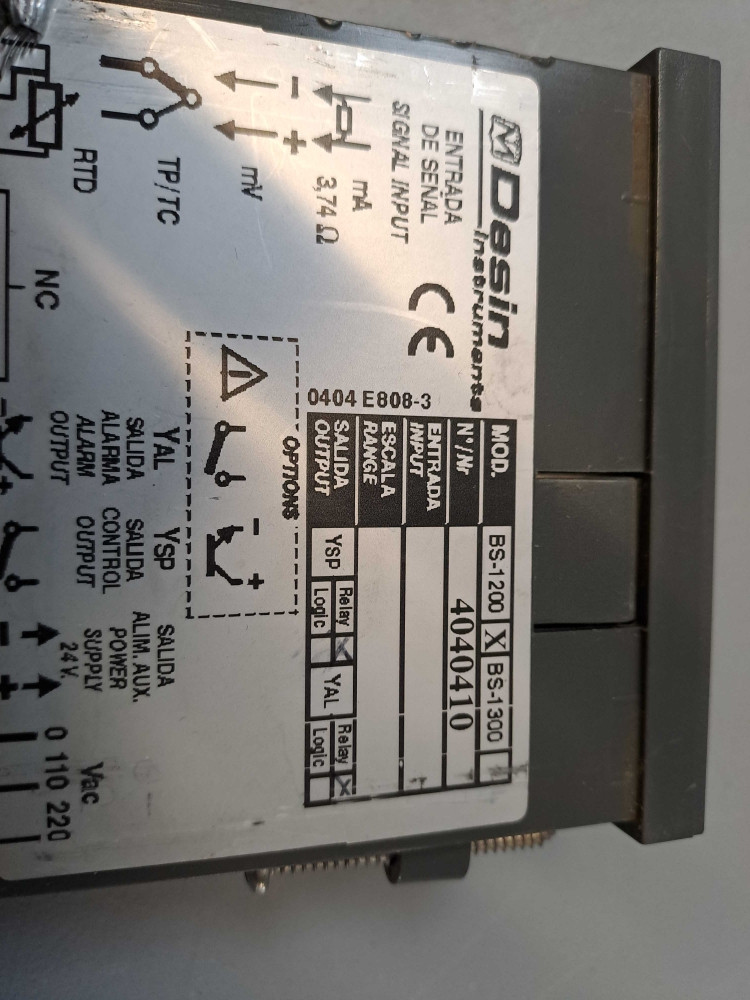 Desin
Instruments
ENTRADA
DE SEÑAL
SIGNAL INPUT
mA
3,74 Ω
- +
mV
TP/TC
RTD
CE
0404 E808-3
MOD. BS-1200 X BS-1300
N°/Nr 4040410
ENTRADA
INPUT
ESCALA
RANGE
SALIDA
OUTPUT
YSP Relay X
Logic
YAL Relay X
Logic
OPTIONS
- +
NC
YAL
SALIDA
ALARMA
ALARM
OUTPUT
YSP
SALIDA
CONTROL
OUTPUT
SALIDA
ALIM. AUX.
POWER
SUPPLY
24 V.
- +
- +
Vac.
0 110 220